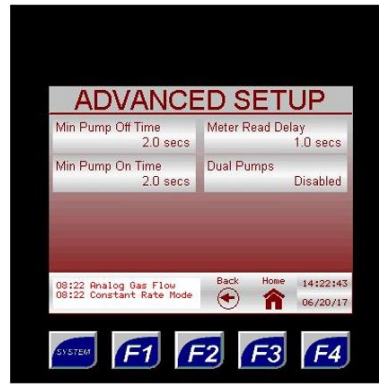 ADVANCED SETUP
Min Pump Off Time
2.0 secs
Meter Read Delay
1.0 secs
Min Pump On Time
2.0 secs
Dual Pumps
Disabled
08:22 Analog Gas Flow
08:22 Constant Rate Mode
Back
Home
14:22:43
06/20/17
SYSTEM
F1
F2
F3
F4